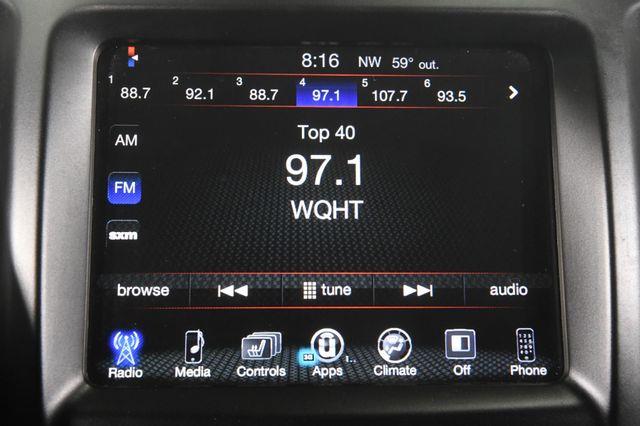 8:16 NW 59° out.
1 88.7 2 92.1 3 88.7 4 97.1 5 107.7 6 93.5
AM
Top 40
97.1
FM
WQHT
sxm
browse tune audio
3G 1..
Radio Media Controls Apps Climate Off Phone